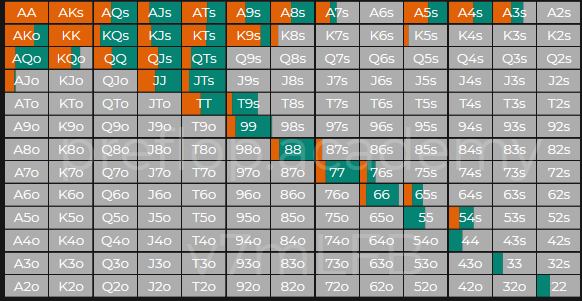 AA AKs AQs AJs ATs A9s A8s A7s A6s A5s A4s A3s A2s
AKo KK KQs KJs KTs K9s K8s K7s K6s K5s K4s K3s K2s
AQo KQo QQ QJs QTs Q9s Q8s Q7s Q6s Q5s Q4s Q3s Q2s
AJo KJo QJo JJ JTs J9s J8s J7s J6s J5s J4s J3s J2s
ATo KTo QTo JTo TT T9s T8s T7s T6s T5s T4s T3s T2s
A9o K9o Q9o J9o T9o 99 98s 97s 96s 95s 94s 93s 92s
A8o K8o Q8o J8o T8o 98o 88 87s 86s 85s 84s 83s 82s
A7o K7o Q7o J7o T7o 97o 87o 77 76s 75s 74s 73s 72s
A6o K6o Q6o J6o T6o 96o 86o 76o 66 65s 64s 63s 62s
A5o K5o Q5o J5o T5o 95o 85o 75o 65o 55 54s 53s 52s
A4o K4o Q4o J4o T4o 94o 84o 74o 64o 54o 44 43s 42s
A3o K3o Q3o J3o T3o 93o 83o 73o 63o 53o 43o 33 32s
A2o K2o Q2o J2o T2o 92o 82o 72o 62o 52o 42o 32o 22
preflop.academy